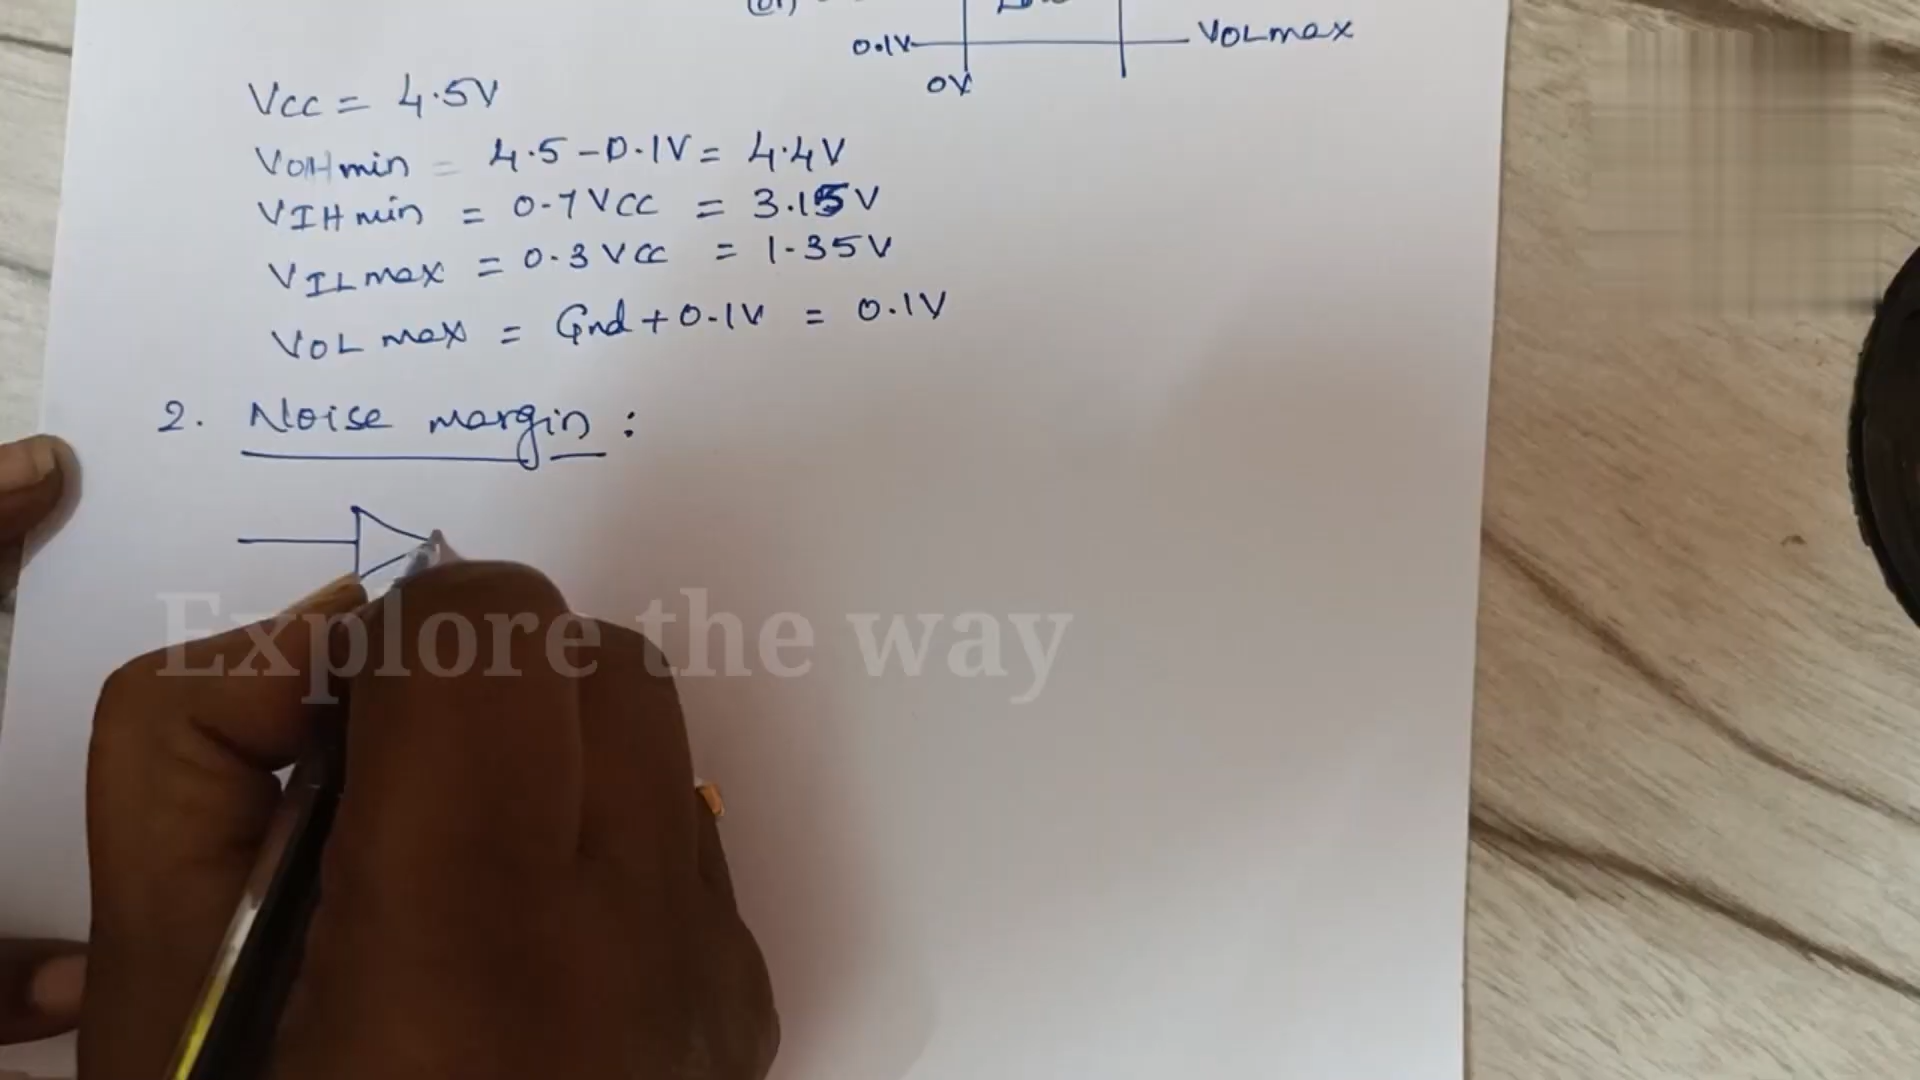 0.1V VOLmax
0V
VCC = 4.5V
VOHmin = 4.5 - 0.1V = 4.4V
VIHmin = 0.7VCC = 3.15V
VILmax = 0.3VCC = 1.35V
VOLmax = Gnd + 0.1V = 0.1V
2. Noise margin :
Explore the way